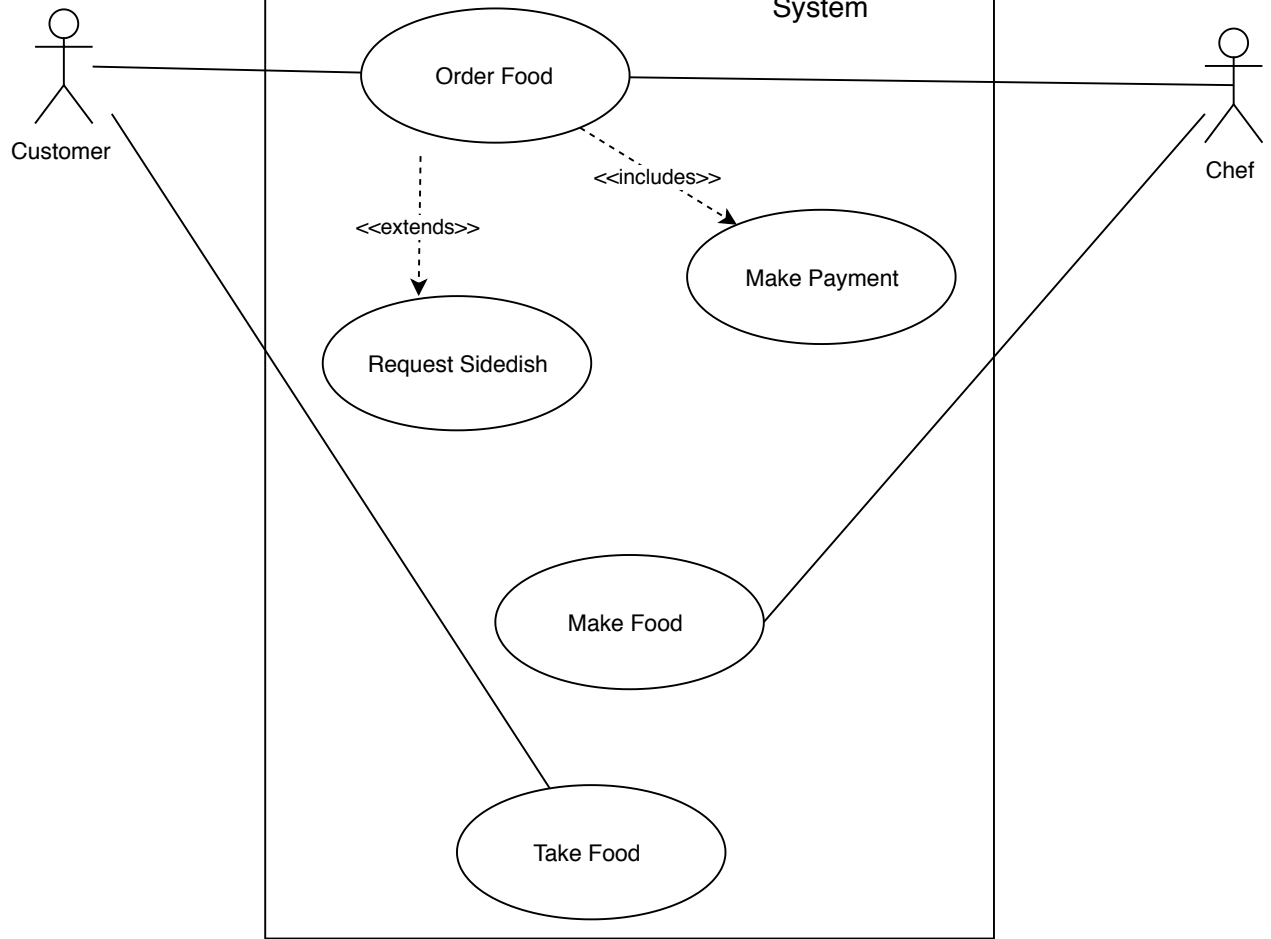 System
Order Food
Customer
Chef
<<includes>>
<<extends>>
Make Payment
Request Sidedish
Make Food
Take Food